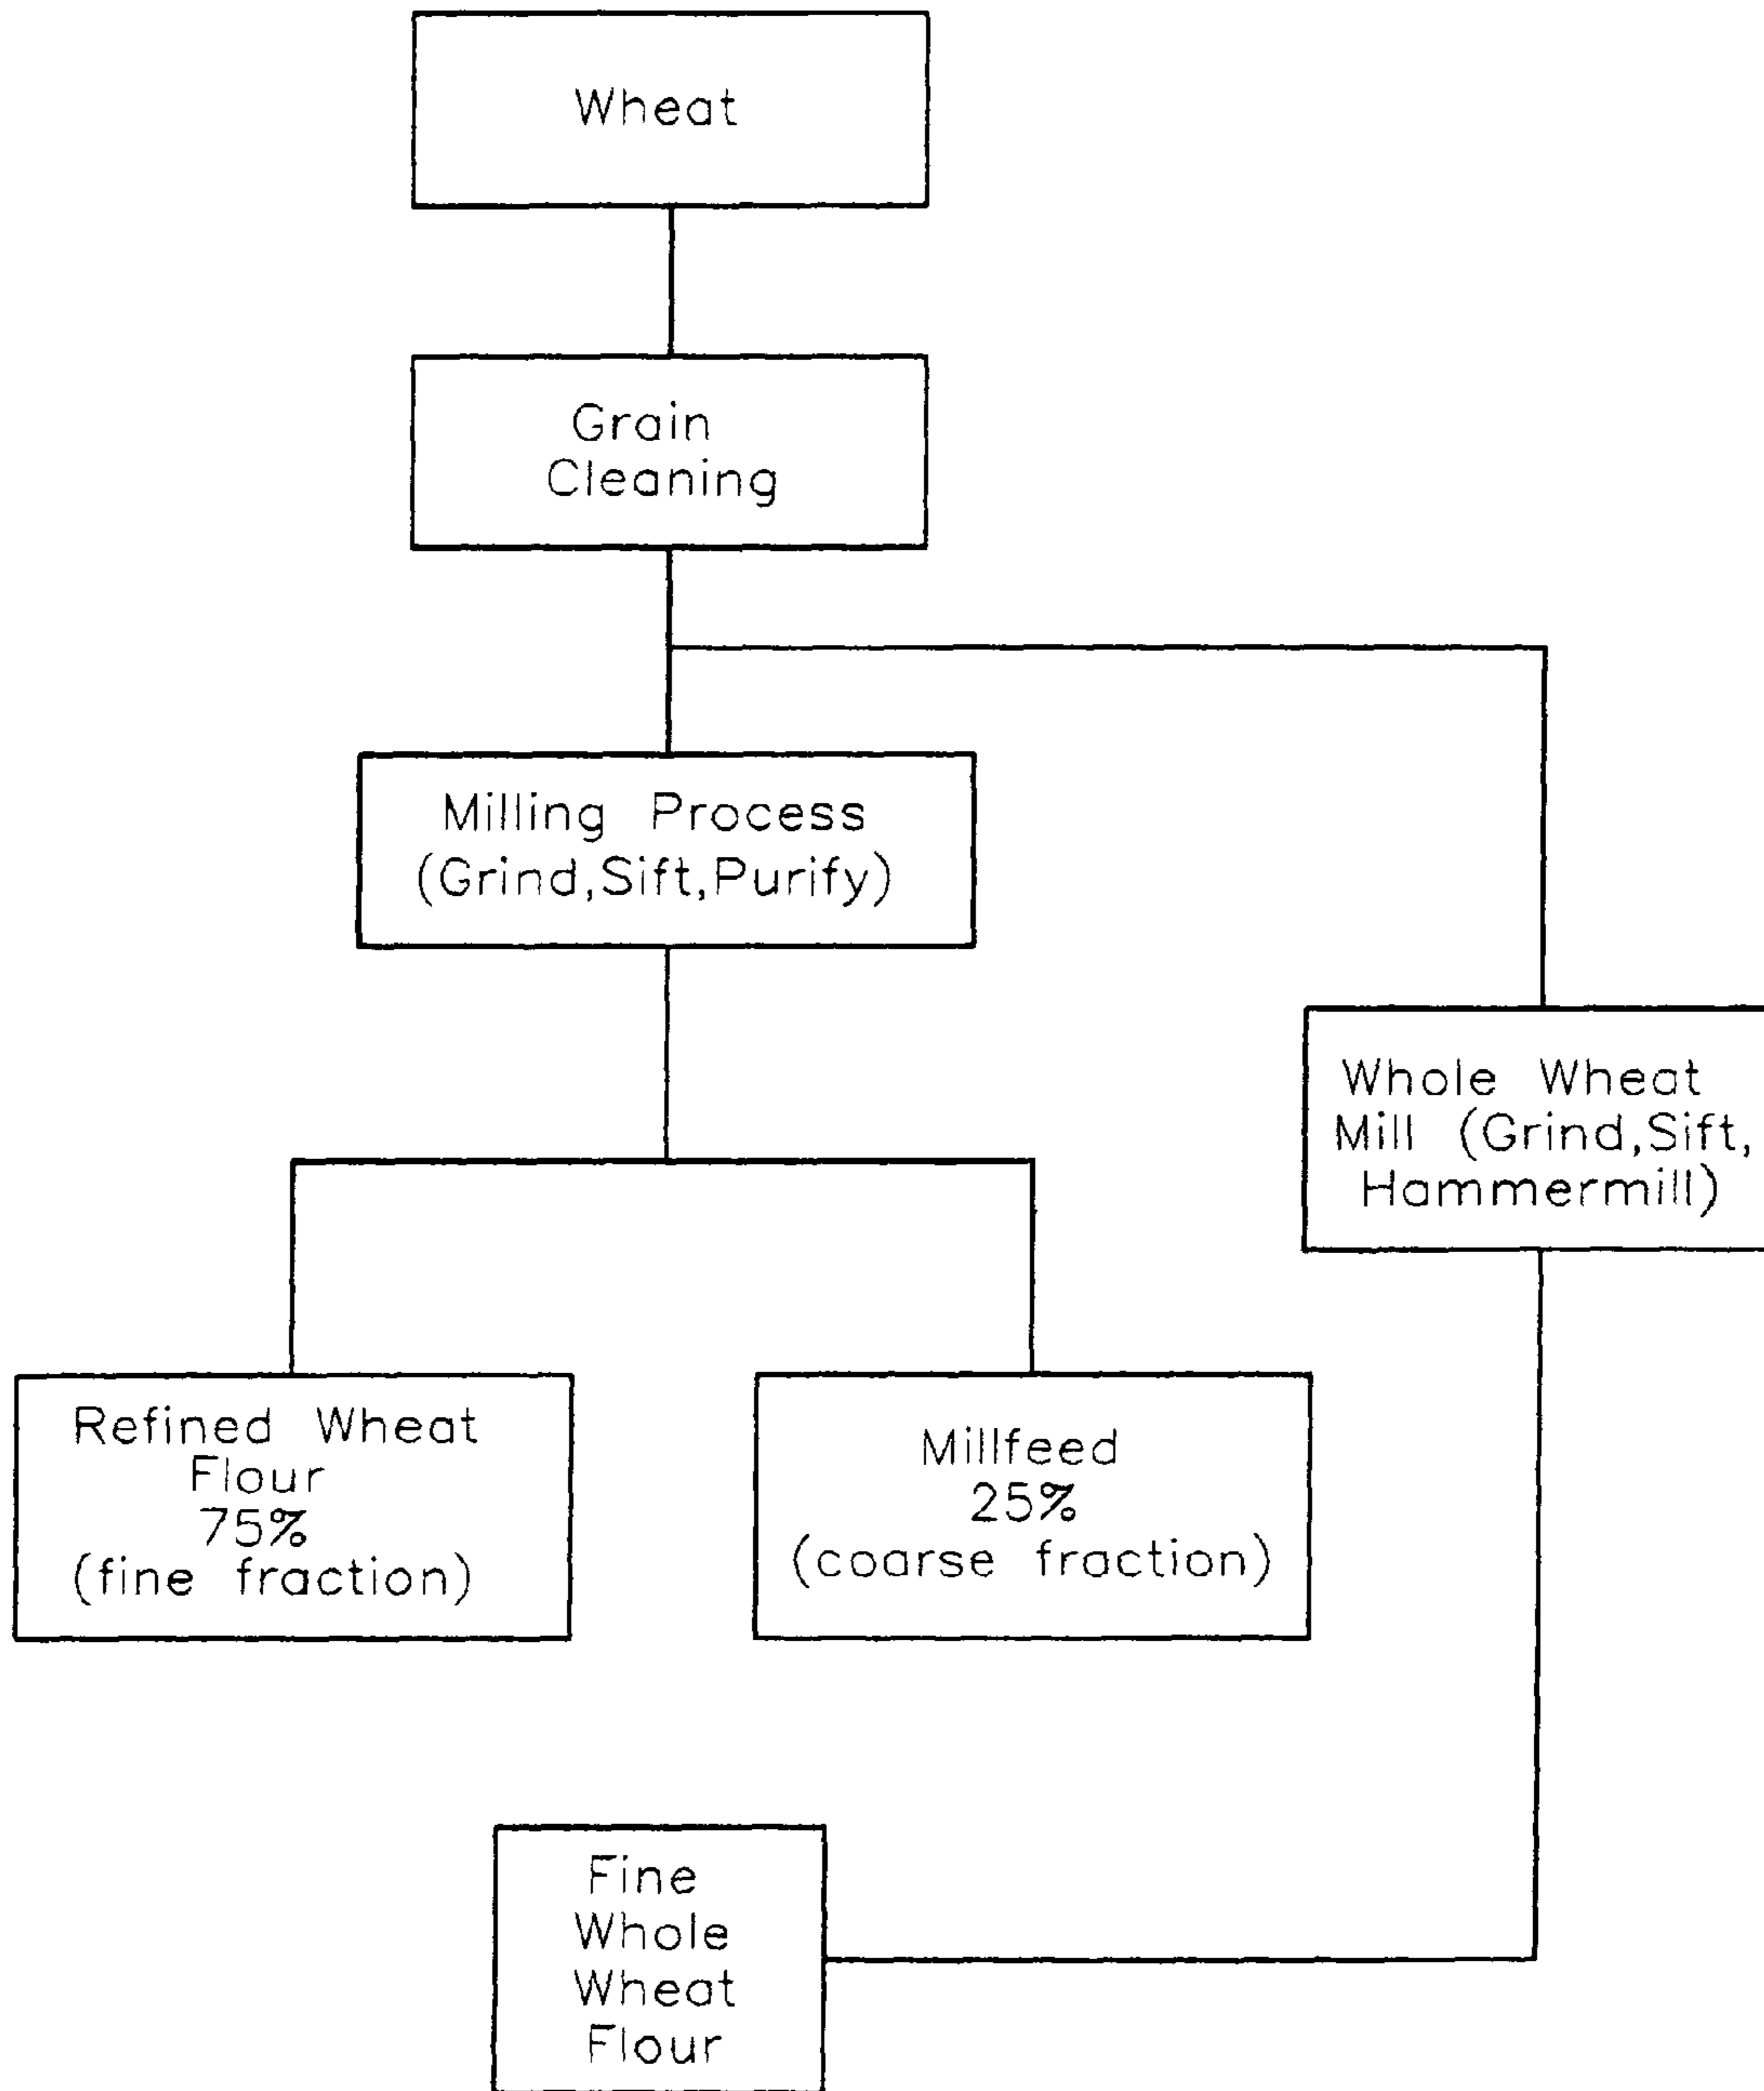 Wheat
Grain
Cleaning
Milling Process
(Grind,Sift,Purify)
Whole Wheat
Mill (Grind,Sift,
Hammermill)
Refined Wheat
Flour
75%
(fine fraction)
Millfeed
25%
(coarse fraction)
Fine
Whole
Wheat
Flour